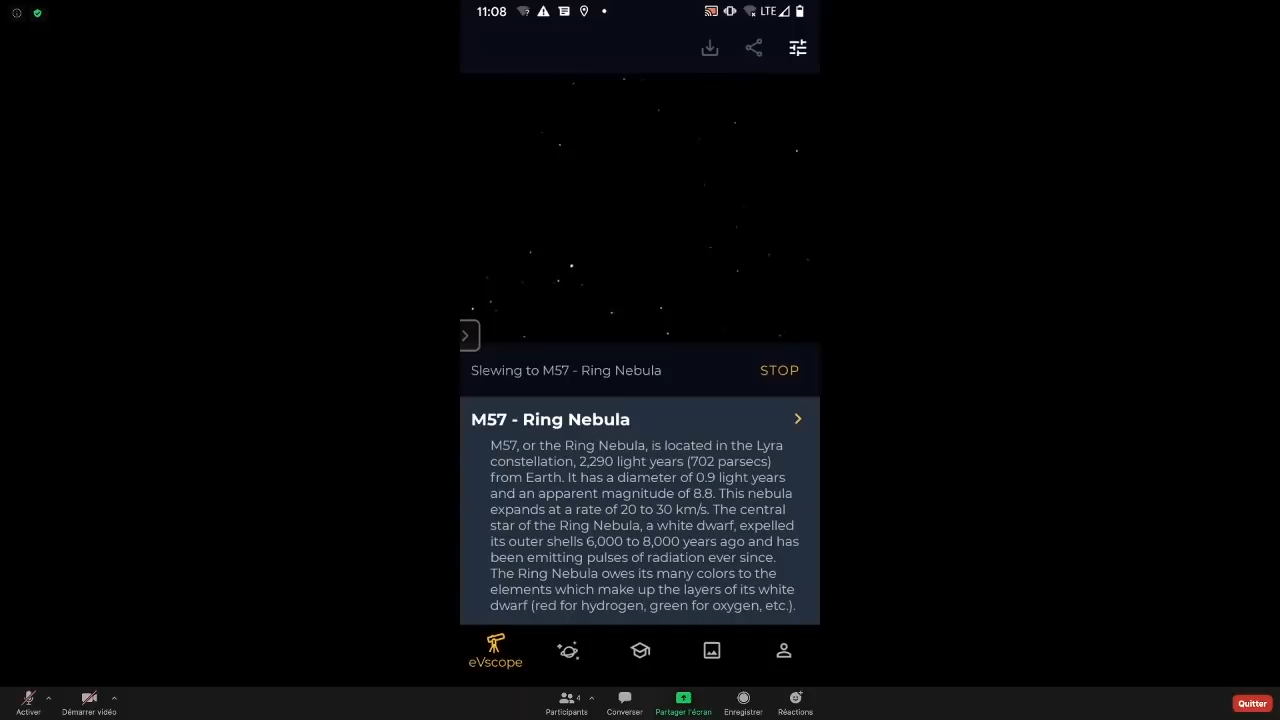 11:08
LTE
Slewing to M57 - Ring Nebula
STOP
M57 - Ring Nebula
M57, or the Ring Nebula, is located in the Lyra
constellation, 2,290 light years (702 parsecs)
from Earth. It has a diameter of 0.9 light years
and an apparent magnitude of 8.8. This nebula
expands at a rate of 20 to 30 km/s. The central
star of the Ring Nebula, a white dwarf, expelled
its outer shells 6,000 to 8,000 years ago and has
been emitting pulses of radiation ever since.
The Ring Nebula owes its many colors to the
elements which make up the layers of its white
dwarf (red for hydrogen, green for oxygen, etc.).
eVscope
4
Activer
Démarrer vidéo
Participants
Converser
Partager l'écran
Enregistrer
Réactions
Quitter